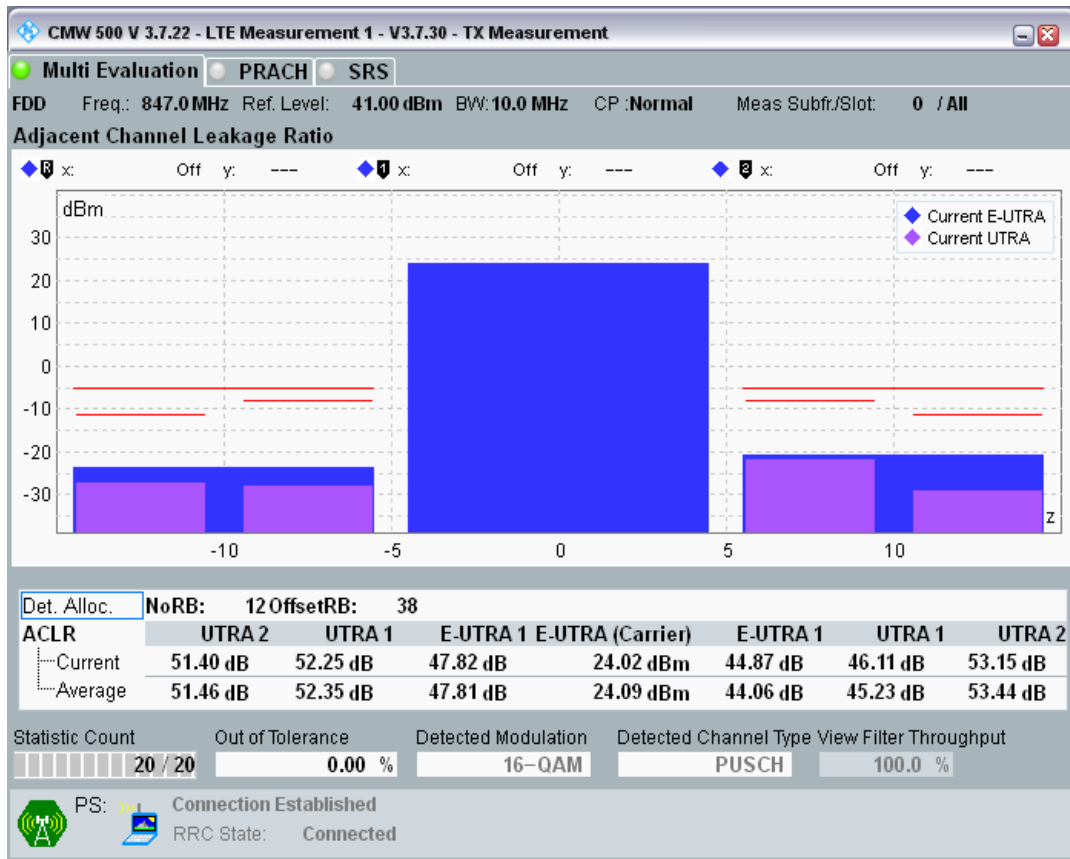 CMW 500 V 3.7.22 - LTE Measurement 1 - V3.7.30 - TX Measurement
Multi Evaluation PRACH SRS
FDD Freq.: 847.0 MHz Ref. Level: 41.00 dBm BW: 10.0 MHz CP :Normal Meas Subfr./Slot: 0 / All
Adjacent Channel Leakage Ratio
R x: Off y: --- 1 x: Off y: --- 2 x: Off y: ---
dBm
Current E-UTRA
Current UTRA
30
20
10
0
-10
-20
-30
z
-10 -5 0 5 10
Det. Alloc. NoRB: 12 OffsetRB: 38
ACLR UTRA 2 UTRA 1 E-UTRA 1 E-UTRA (Carrier) E-UTRA 1 UTRA 1 UTRA 2
Current 51.40 dB 52.25 dB 47.82 dB 24.02 dBm 44.87 dB 46.11 dB 53.15 dB
Average 51.46 dB 52.35 dB 47.81 dB 24.09 dBm 44.06 dB 45.23 dB 53.44 dB
Statistic Count Out of Tolerance Detected Modulation Detected Channel Type View Filter Throughput
20 / 20 0.00 % 16-QAM PUSCH 100.0 %
PS: Connection Established
RRC State: Connected